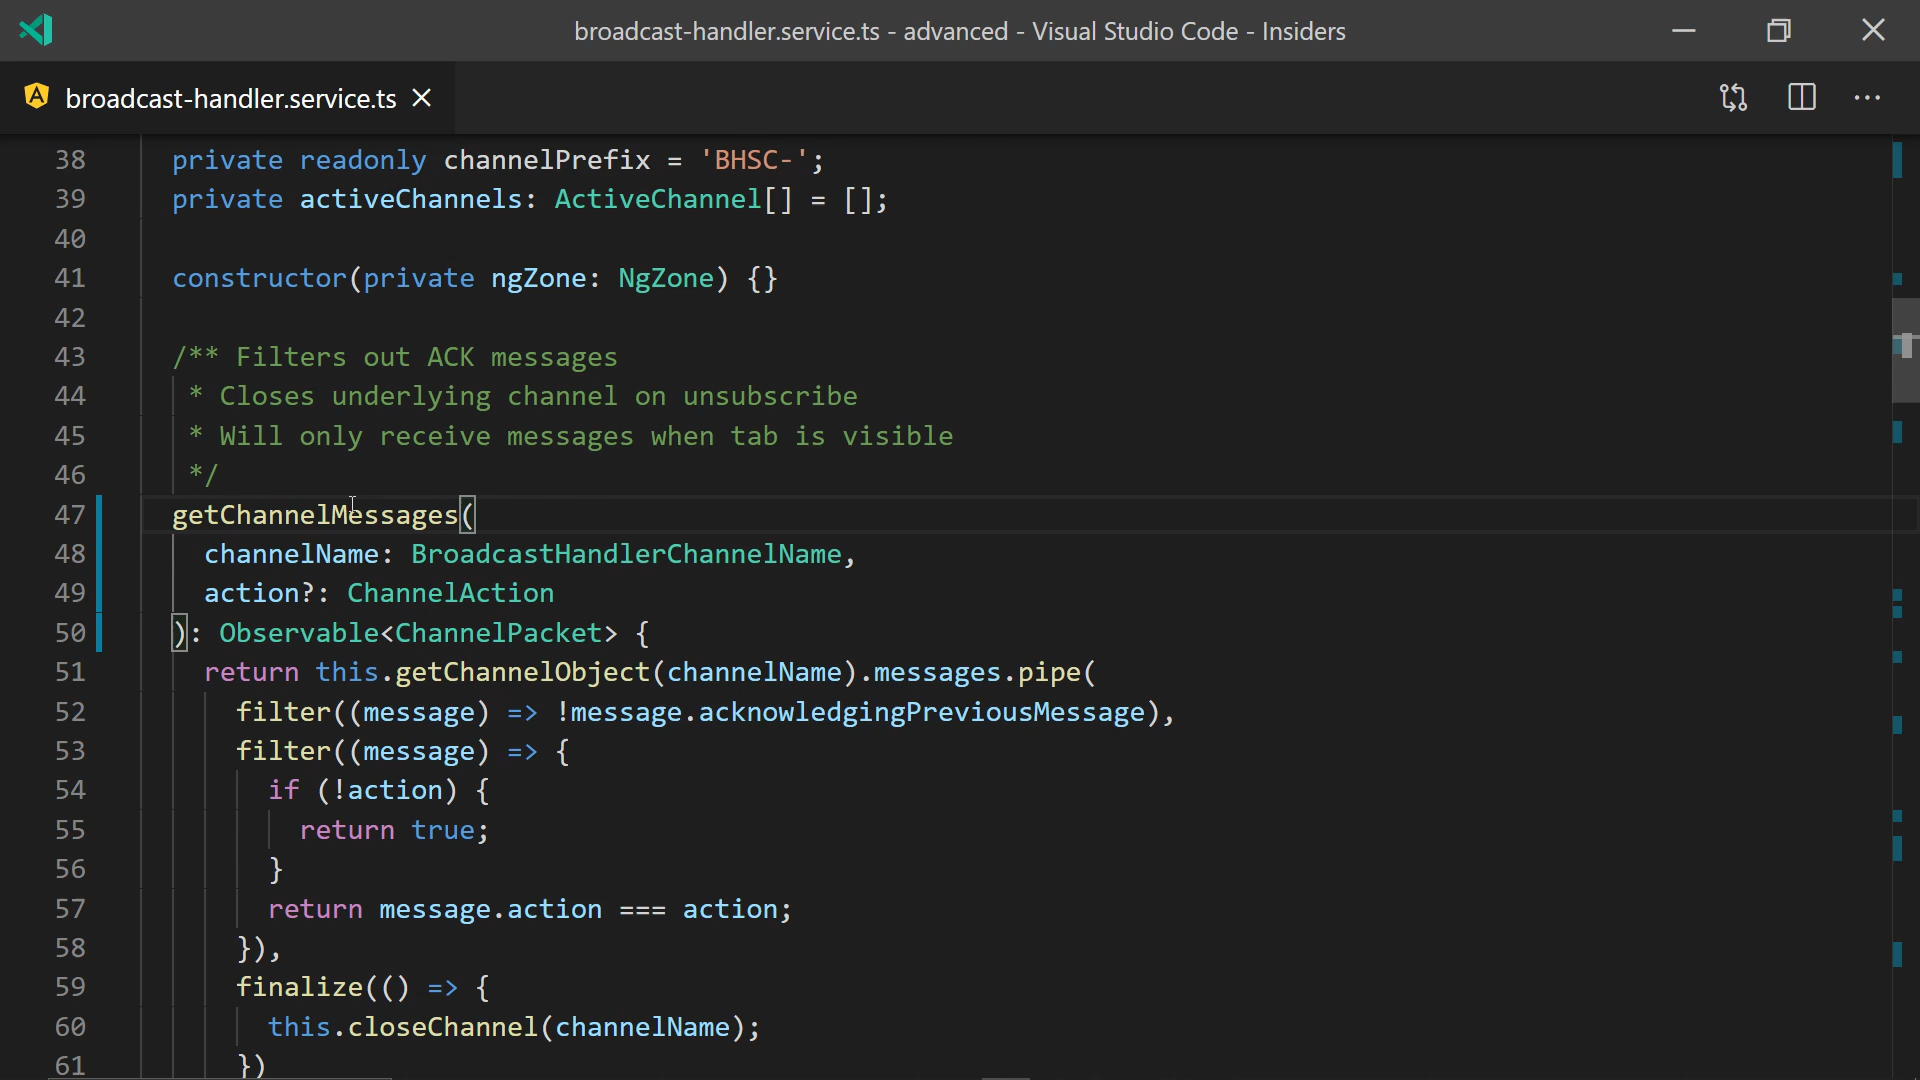 broadcast-handler.service.ts - advanced - Visual Studio Code - Insiders
broadcast-handler.service.ts
38 private readonly channelPrefix = 'BHSC-';
39 private activeChannels: ActiveChannel[] = [];
40
41 constructor(private ngZone: NgZone) {}
42
43 /** Filters out ACK messages
44 * Closes underlying channel on unsubscribe
45 * Will only receive messages when tab is visible
46 */
47 getChannelMessages(
48 channelName: BroadcastHandlerChannelName,
49 action?: ChannelAction
50 ): Observable<ChannelPacket> {
51 return this.getChannelObject(channelName).messages.pipe(
52 filter((message) => !message.acknowledgingPreviousMessage),
53 filter((message) => {
54 if (!action) {
55 return true;
56 }
57 return message.action === action;
58 }),
59 finalize(() => {
60 this.closeChannel(channelName);
61 })